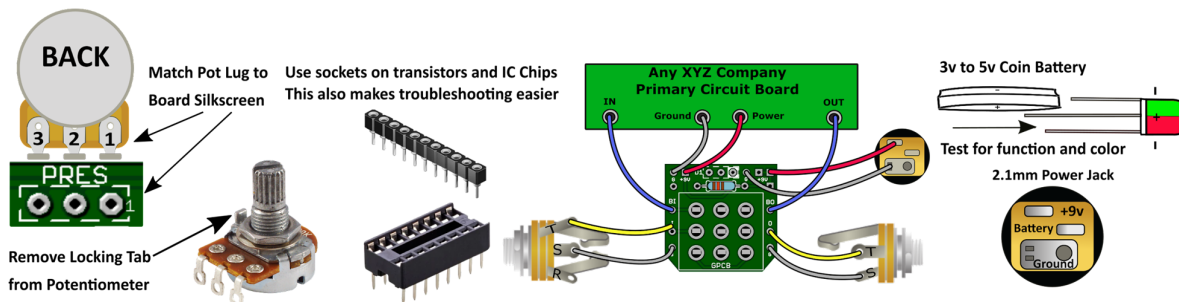 BACK
3 2 1
PRES
1
Match Pot Lug to
Board Silkscreen
Remove Locking Tab
from Potentiometer
Use sockets on transistors and IC Chips
This also makes troubleshooting easier
Any XYZ Company
Primary Circuit Board
IN
OUT
Ground
Power
G +9V
G
BI
BO
GPCB
T
S
R
T
S
3v to 5v Coin Battery
-
+
- 
+
-
Test for function and color
2.1mm Power Jack
+9v
Battery
Ground